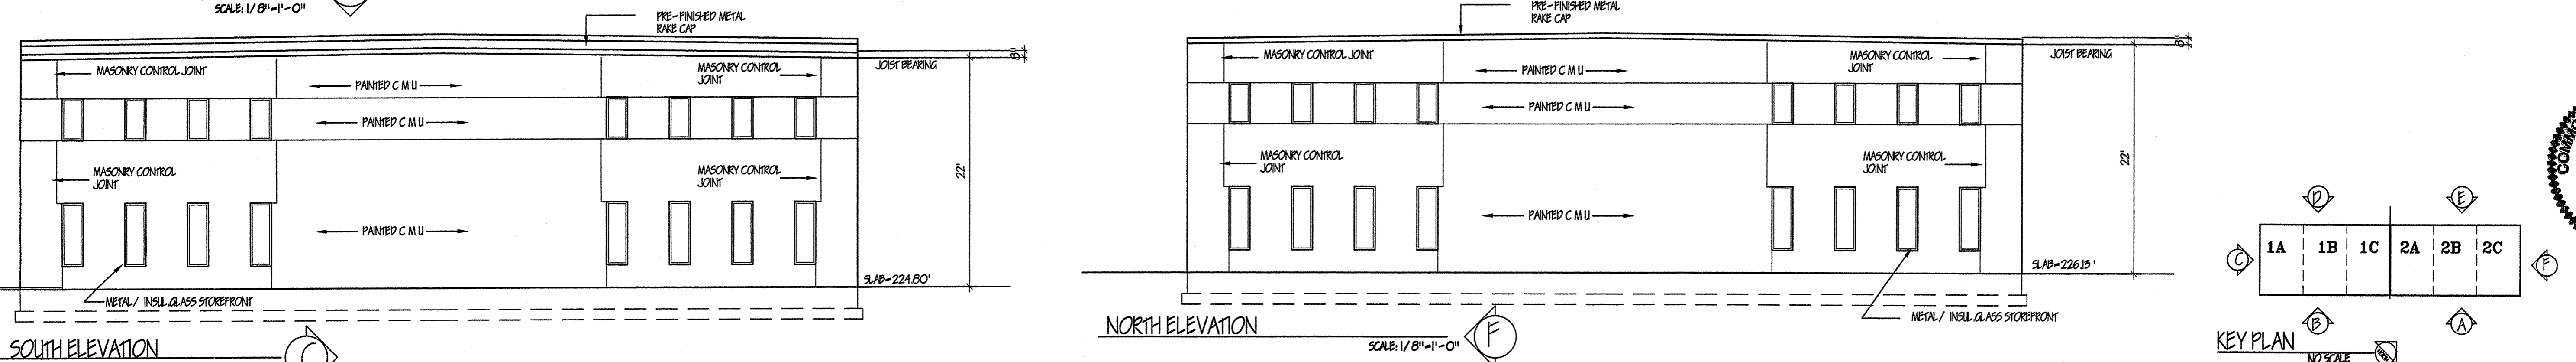 SCALE: 1/8"=1'-0"
PRE-FINISHED METAL
RAKE CAP
MASONRY CONTROL JOINT
MASONRY CONTROL
JOINT
PAINTED C M U
PAINTED C M U
JOIST BEARING
8"
MASONRY CONTROL
JOINT
MASONRY CONTROL
JOINT
22'
PAINTED C M U
SLAB=224.80'
METAL / INSUL.GLASS STOREFRONT
SOUTH ELEVATION
C
PRE-FINISHED METAL
RAKE CAP
MASONRY CONTROL JOINT
MASONRY CONTROL
JOINT
PAINTED C M U
PAINTED C M U
JOIST BEARING
MASONRY CONTROL
JOINT
MASONRY CONTROL
JOINT
22'
PAINTED C M U
SLAB=226.13'
METAL / INSUL.GLASS STOREFRONT
NORTH ELEVATION
SCALE: 1/8"=1'-0"
F
D
E
1A 1B 1C 2A 2B 2C
C
F
B
A
KEY PLAN
NO SCALE